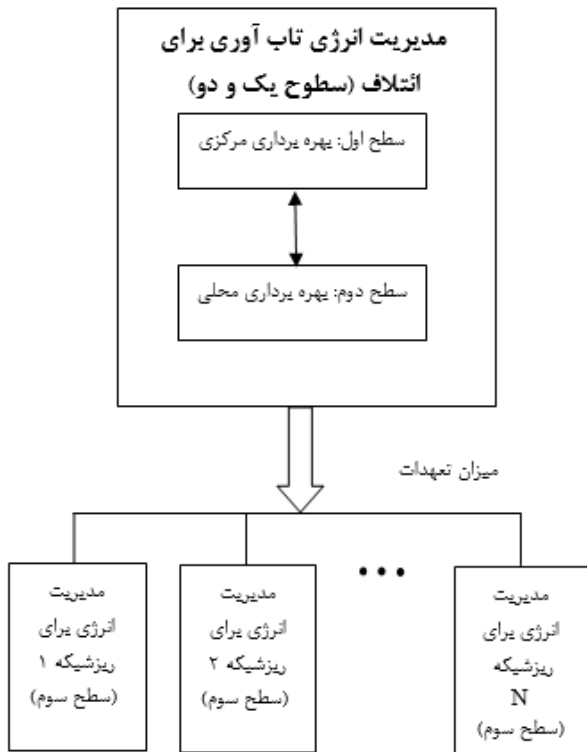 مدیریت انرژی تاب آوری برای
ائتلاف (سطوح یک و دو)
سطح اول: بهره برداری مرکزی
سطح دوم: بهره برداری محلی
میزان تعهدات
مدیریت
انرژی برای
ریزشبکه ۱
(سطح سوم)
مدیریت
انرژی برای
ریزشبکه ۲
(سطح سوم)
•••
مدیریت
انرژی برای
ریزشبکه
N
(سطح سوم)